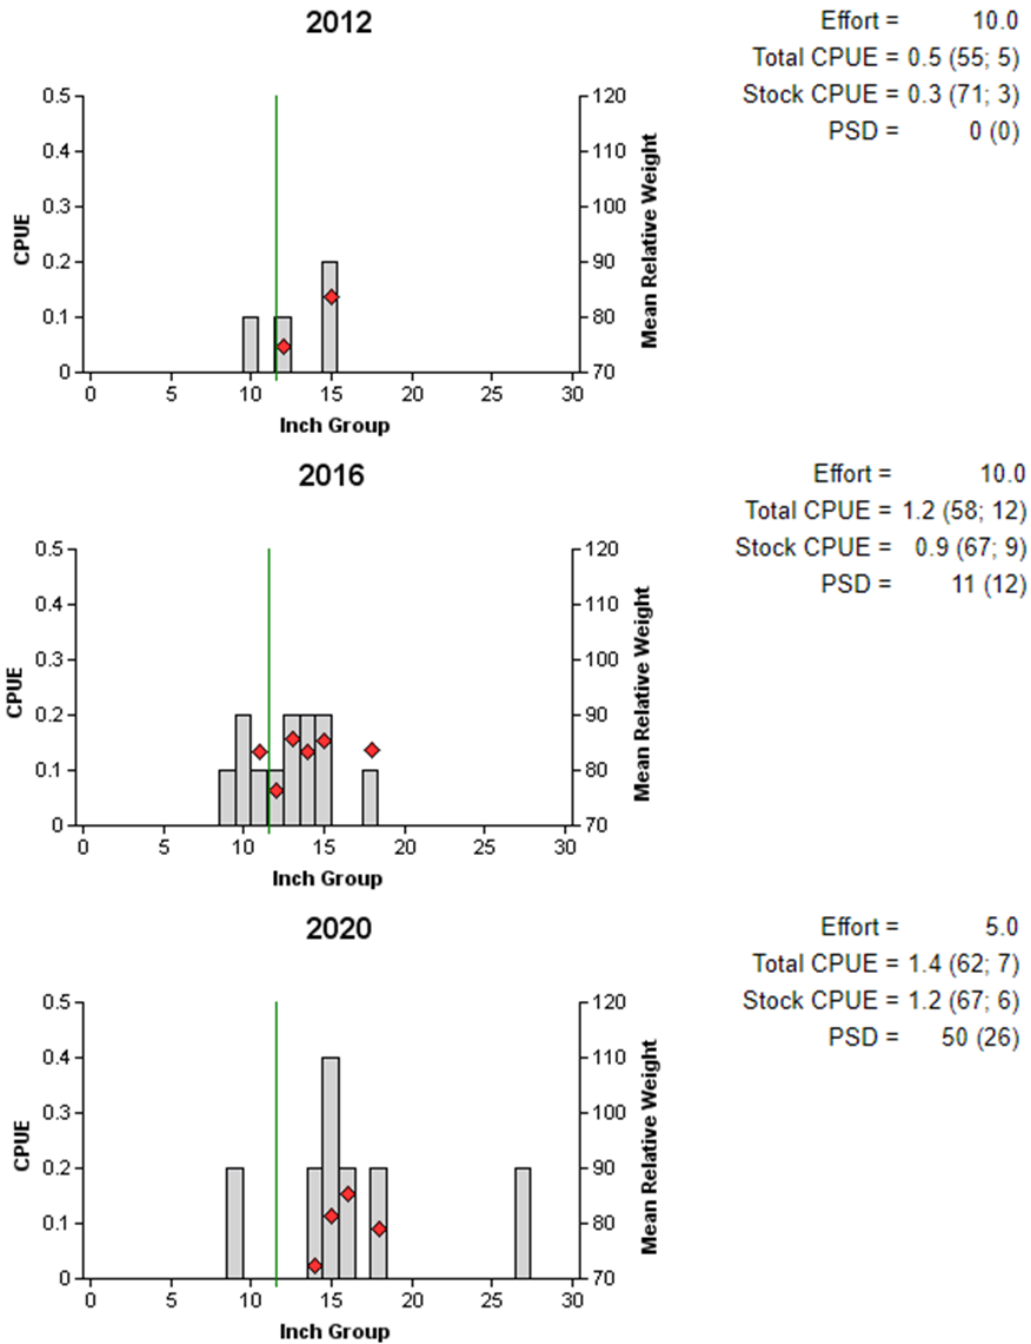 2012
Effort = 10.0
Total CPUE = 0.5 (55; 5)
Stock CPUE = 0.3 (71; 3)
PSD = 0 (0)
0.5
0.4
0.3
0.2
0.1
0
CPUE
120
110
100
90
80
70
Mean Relative Weight
0 5 10 15 20 25 30
Inch Group
2016
Effort = 10.0
Total CPUE = 1.2 (58; 12)
Stock CPUE = 0.9 (67; 9)
PSD = 11 (12)
0.5
0.4
0.3
0.2
0.1
0
CPUE
120
110
100
90
80
70
Mean Relative Weight
0 5 10 15 20 25 30
Inch Group
2020
Effort = 5.0
Total CPUE = 1.4 (62; 7)
Stock CPUE = 1.2 (67; 6)
PSD = 50 (26)
0.5
0.4
0.3
0.2
0.1
0
CPUE
120
110
100
90
80
70
Mean Relative Weight
0 5 10 15 20 25 30
Inch Group